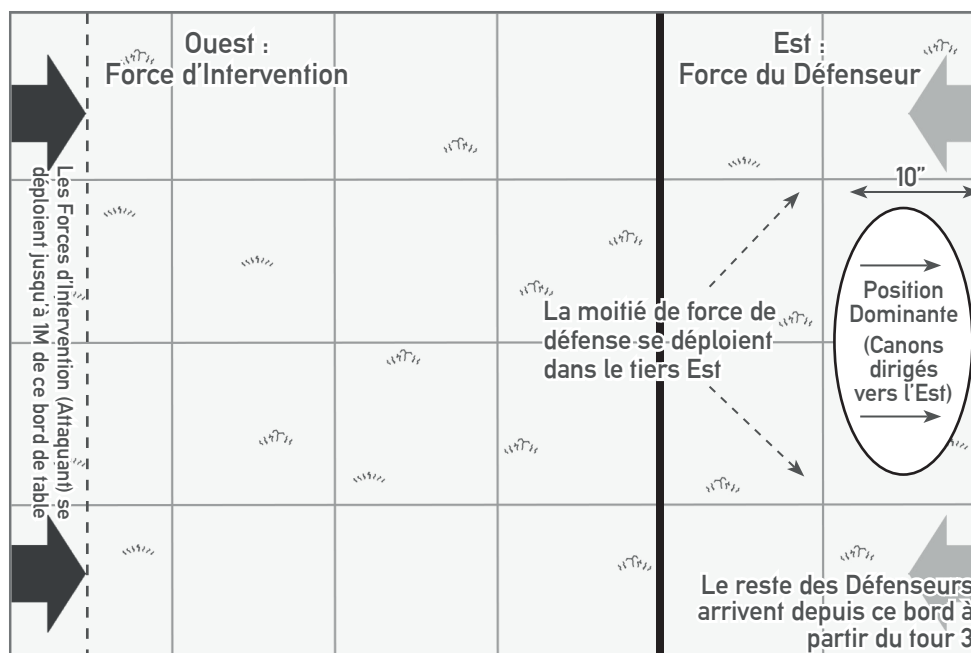 Ouest :
Force d'Intervention
Est :
Force du Défenseur
Les Forces d'Intervention (Attaquant) se
déploient jusqu'à 1M de ce bord de table
10”
La moitié de force de
défense se déploient
dans le tiers Est
Position
Dominante
(Canons
dirigés
vers l'Est)
Le reste des Défenseurs
arrivent depuis ce bord à
partir du tour 3